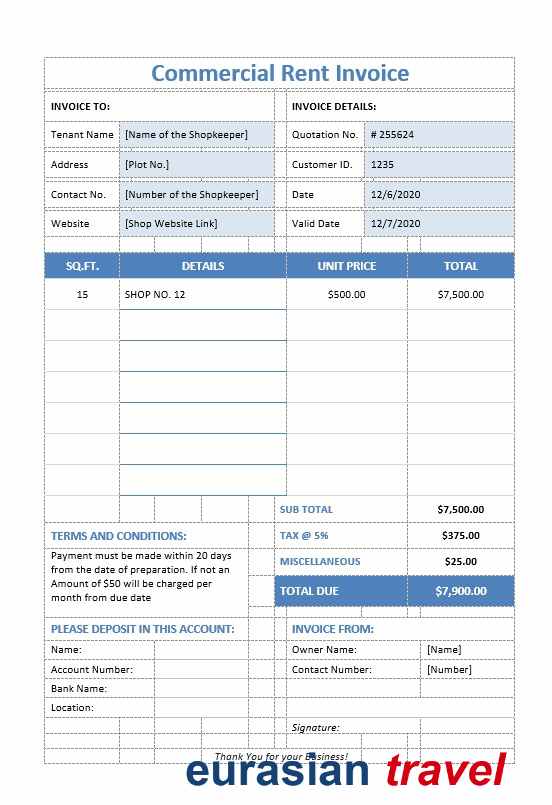 Commercial Rent Invoice
INVOICE TO: INVOICE DETAILS:
Tenant Name [Name of the Shopkeeper] Quotation No. # 255624
Address [Plot No.] Customer ID. 1235
Contact No. [Number of the Shopkeeper] Date 12/6/2020
Website [Shop Website Link] Valid Date 12/7/2020
SQ.FT. DETAILS UNIT PRICE TOTAL
15 SHOP NO. 12 $500.00 $7,500.00
SUB TOTAL $7,500.00
TERMS AND CONDITIONS: TAX @ 5% $375.00
Payment must be made within 20 days
from the date of preparation. If not an
Amount of $50 will be charged per
month from due date
MISCELLANEOUS $25.00
TOTAL DUE $7,900.00
PLEASE DEPOSIT IN THIS ACCOUNT: INVOICE FROM:
Name: Owner Name: [Name]
Account Number: Contact Number: [Number]
Bank Name:
Location:
Signature:
Thank You for your Business!
eurasian travel